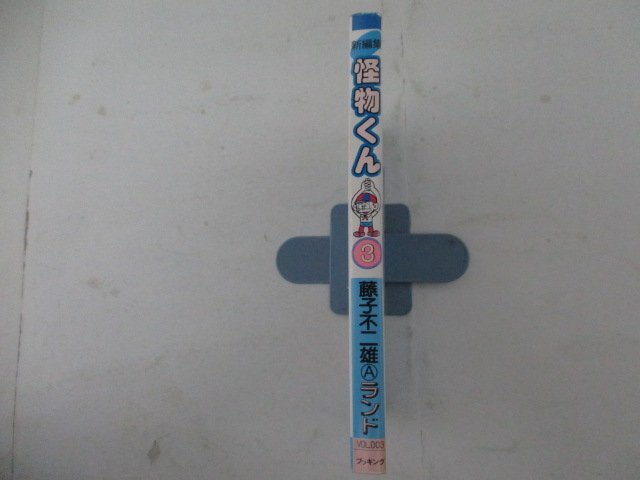 新編集
怪物くん
3
藤子不二雄Ⓐランド
VOL.003
ブッキング